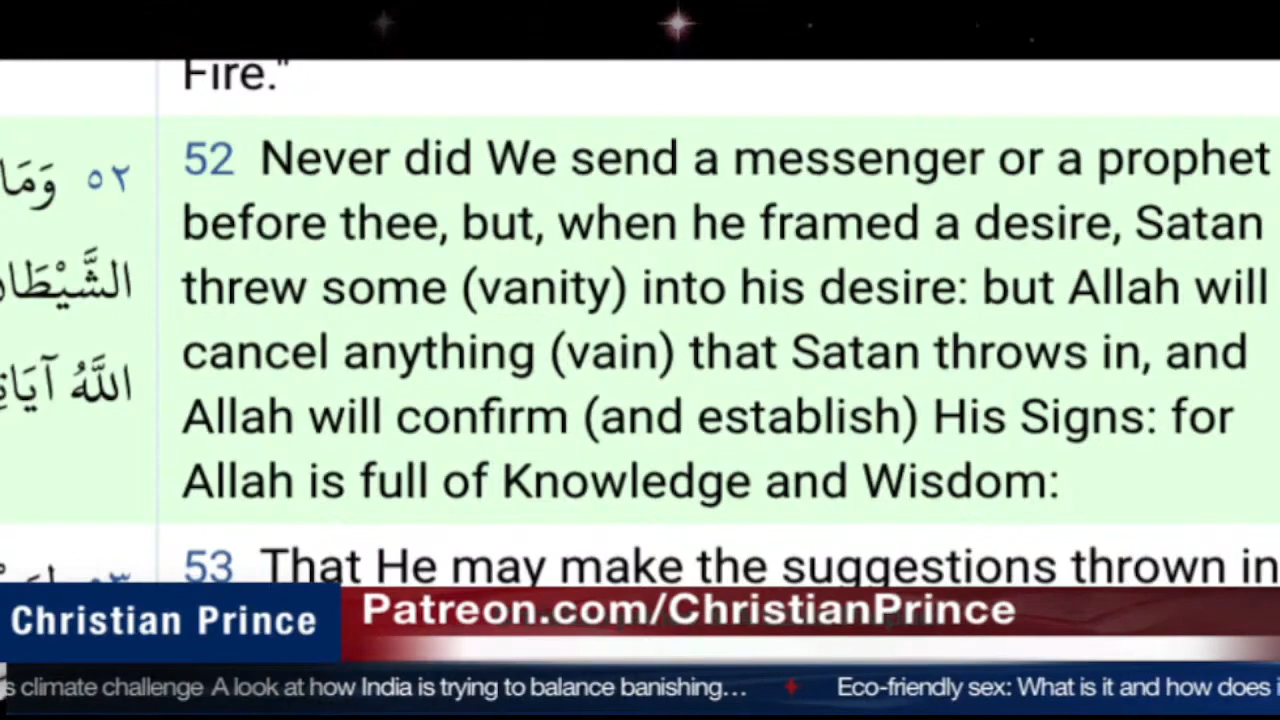 Fire."
52 Never did We send a messenger or a prophet
before thee, but, when he framed a desire, Satan
threw some (vanity) into his desire: but Allah will
cancel anything (vain) that Satan throws in, and
Allah will confirm (and establish) His Signs: for
Allah is full of Knowledge and Wisdom:
٥٢ وَمَا
اللَّهُ
53 That He may make the suggestions thrown in
Christian Prince
Patreon.com/ChristianPrince
s climate challenge A look at how India is trying to balance banishing... Eco-friendly sex: What is it and how does i